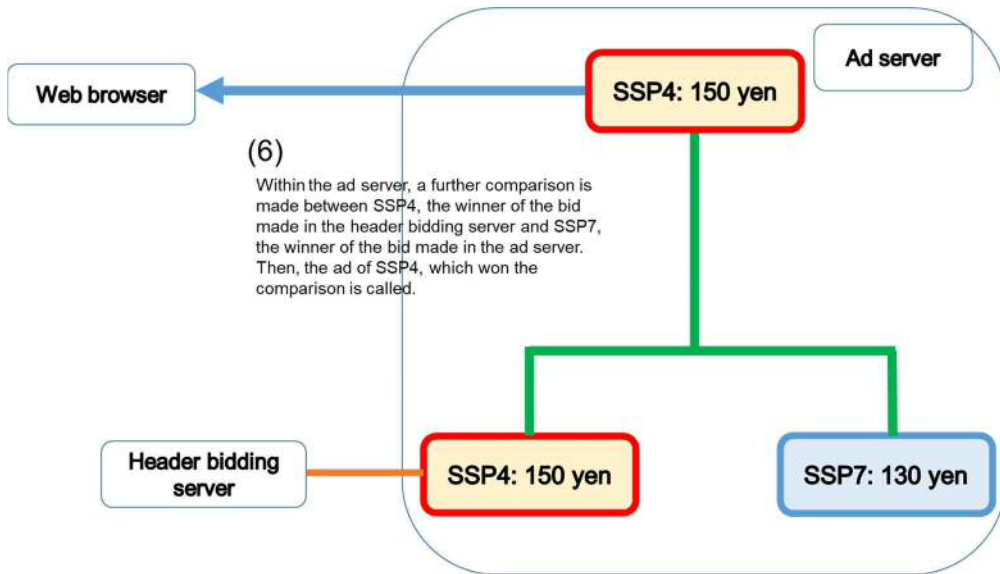 Ad server
SSP4: 150 yen
Web browser
(6)
Within the ad server, a further comparison is
made between SSP4, the winner of the bid
made in the header bidding server and SSP7,
the winner of the bid made in the ad server.
Then, the ad of SSP4, which won the
comparison is called.
Header bidding
server
SSP4: 150 yen
SSP7: 130 yen